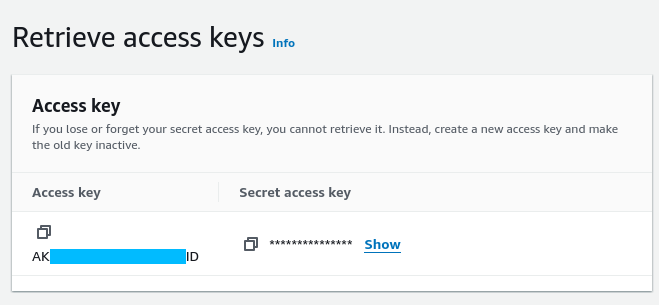 Retrieve access keys Info
Access key
If you lose or forget your secret access key, you cannot retrieve it. Instead, create a new access key and make
the old key inactive.
Access key Secret access key
*************** Show
AK ID